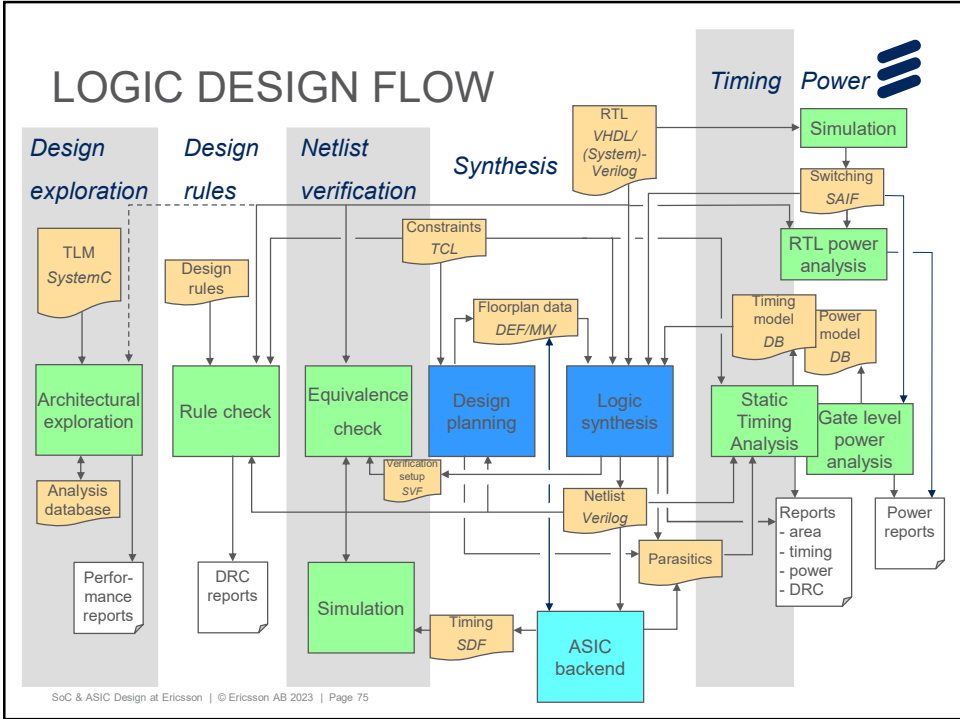 LOGIC DESIGN FLOW
Timing
Power
Design
exploration
Design
rules
Netlist
verification
Synthesis
RTL
VHDL/
(System)-
Verilog
Simulation
Switching
SAIF
RTL power
analysis
Constraints
TCL
TLM
SystemC
Design
rules
Floorplan data
DEF/MW
Timing
model
DB
Power
model
DB
Architectural
exploration
Rule check
Equivalence
check
Design
planning
Logic
synthesis
Static
Timing
Analysis
Gate level
power
analysis
Verification
setup
SVF
Analysis
database
Netlist
Verilog
Reports
- area
- timing
- power
- DRC
Power
reports
Parasitics
Perfor-
mance
reports
DRC
reports
Simulation
Timing
SDF
ASIC
backend
SoC & ASIC Design at Ericsson | © Ericsson AB 2023 | Page 75